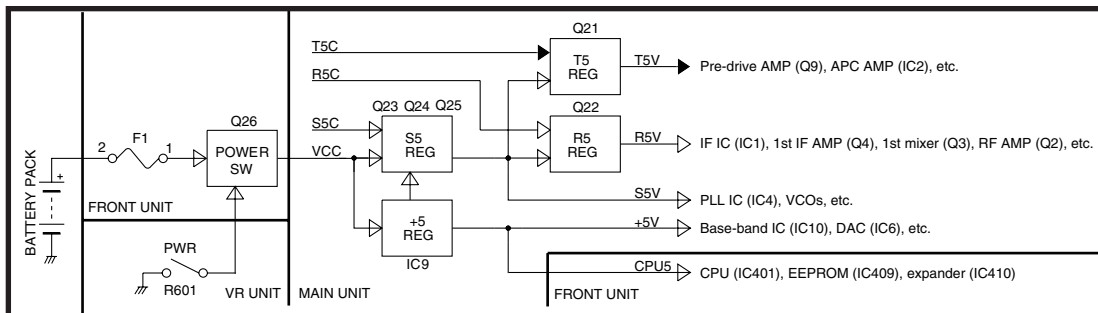 BATTERY PACK
+
2
F1
1
Q26
POWER
SW
FRONT UNIT
PWR
R601
VR UNIT
MAIN UNIT
T5C
R5C
S5C
VCC
Q23 Q24 Q25
S5
REG
+5
REG
IC9
Q21
T5
REG
T5V
Pre-drive AMP (Q9), APC AMP (IC2), etc.
Q22
R5
REG
R5V
IF IC (IC1), 1st IF AMP (Q4), 1st mixer (Q3), RF AMP (Q2), etc.
S5V
PLL IC (IC4), VCOs, etc.
+5V
Base-band IC (IC10), DAC (IC6), etc.
CPU5
CPU (IC401), EEPROM (IC409), expander (IC410)
FRONT UNIT